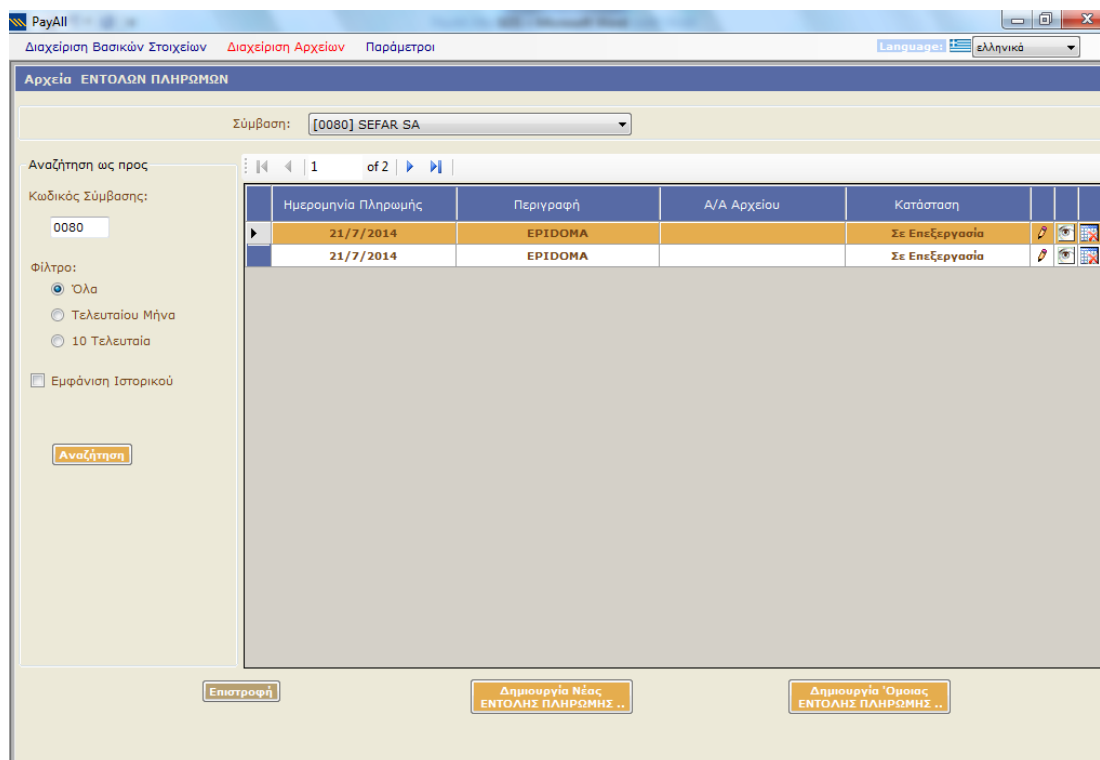 PayAll
Διαχείριση Βασικών Στοιχείων Διαχείριση Αρχείων Παράμετροι Language: ελληνικά
Αρχεία ΕΝΤΟΛΩΝ ΠΛΗΡΩΜΩΝ
Σύμβαση: [0080] SEFAR SA
Αναζήτηση ως προς
1 of 2
Κωδικός Σύμβασης:
0080
Φίλτρο:
Όλα
Τελευταίου Μήνα
10 Τελευταία
Εμφάνιση Ιστορικού
Αναζήτηση
Ημερομηνία Πληρωμής Περιγραφή Α/Α Αρχείου Κατάσταση
21/7/2014 EPIDOMA Σε Επεξεργασία
21/7/2014 EPIDOMA Σε Επεξεργασία
Επιστροφή
Δημιουργία Νέας
ΕΝΤΟΛΗΣ ΠΛΗΡΩΜΗΣ ..
Δημιουργία Όμοιας
ΕΝΤΟΛΗΣ ΠΛΗΡΩΜΗΣ ..